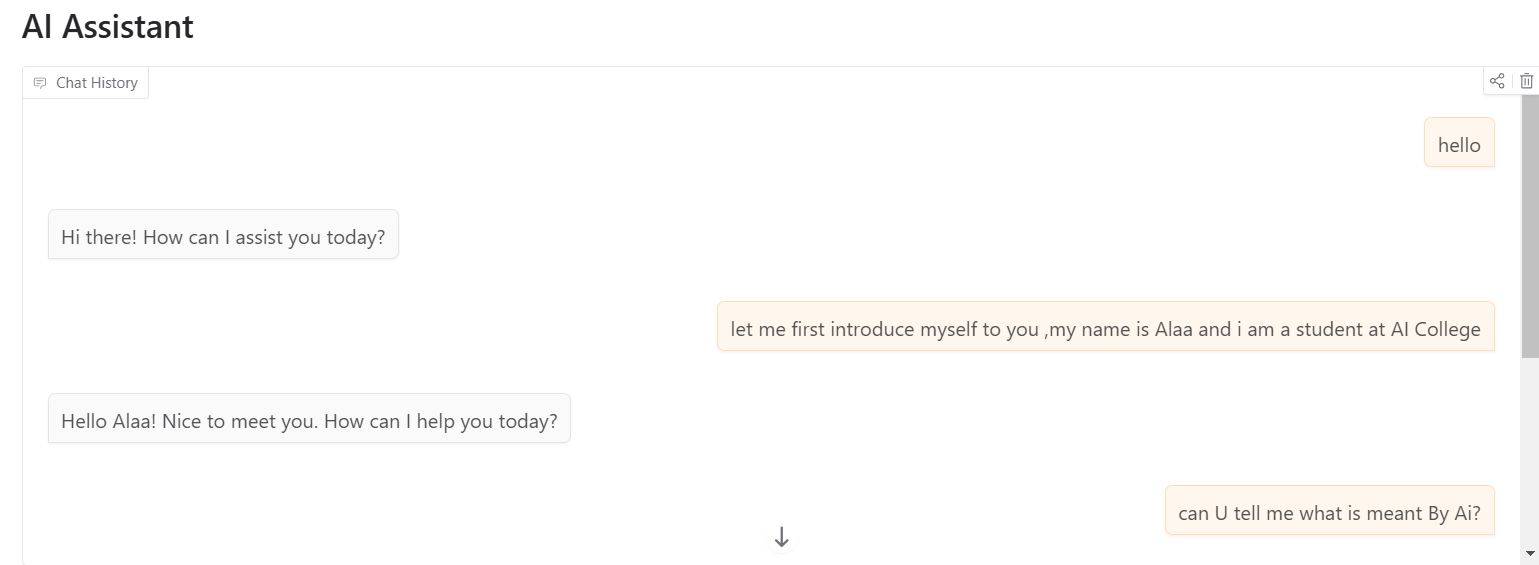 AI Assistant
Chat History
hello
Hi there! How can I assist you today?
let me first introduce myself to you ,my name is Alaa and i am a student at AI College
Hello Alaa! Nice to meet you. How can I help you today?
can U tell me what is meant By Ai?